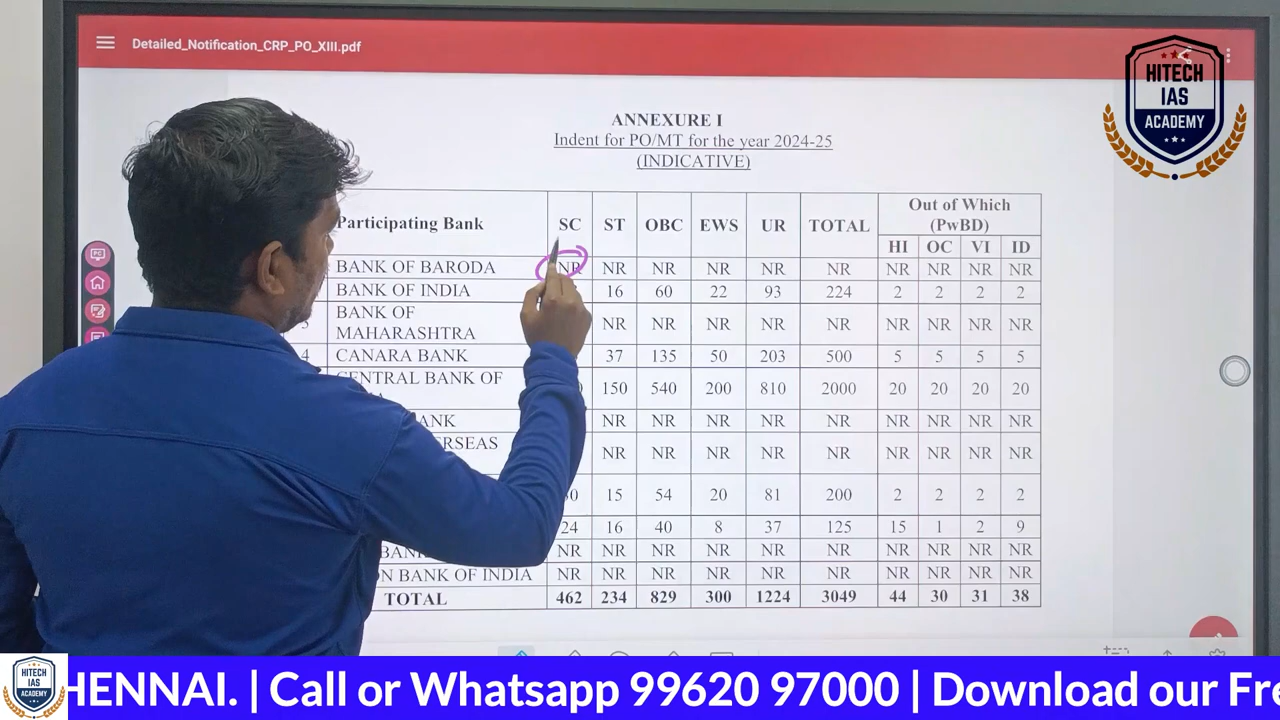 Detailed_Notification_CRP_PO_XIII.pdf
HITECH
IAS
ACADEMY
ANNEXURE I
Indent for PO/MT for the year 2024-25
(INDICATIVE)
Participating Bank SC ST OBC EWS UR TOTAL Out of Which (PwBD)
HI OC VI ID
BANK OF BARODA NR NR NR NR NR NR NR NR NR NR
BANK OF INDIA 16 60 22 93 224 2 2 2 2
BANK OF
MAHARASHTRA NR NR NR NR NR NR NR NR NR
4 CANARA BANK 37 135 50 203 500 5 5 5 5
CENTRAL BANK OF 150 540 200 810 2000 20 20 20 20
BANK NR NR NR NR NR NR NR NR NR
NR NR NR NR NR NR NR NR NR
15 54 20 81 200 2 2 2 2
24 16 40 8 37 125 15 1 2 9
NR NR NR NR NR NR NR NR NR NR
BANK OF INDIA NR NR NR NR NR NR NR NR NR NR
TOTAL 462 234 829 300 1224 3049 44 30 31 38
HITECH
IAS
ACADEMY
HENNAI. | Call or Whatsapp 99620 97000 | Download our Fre